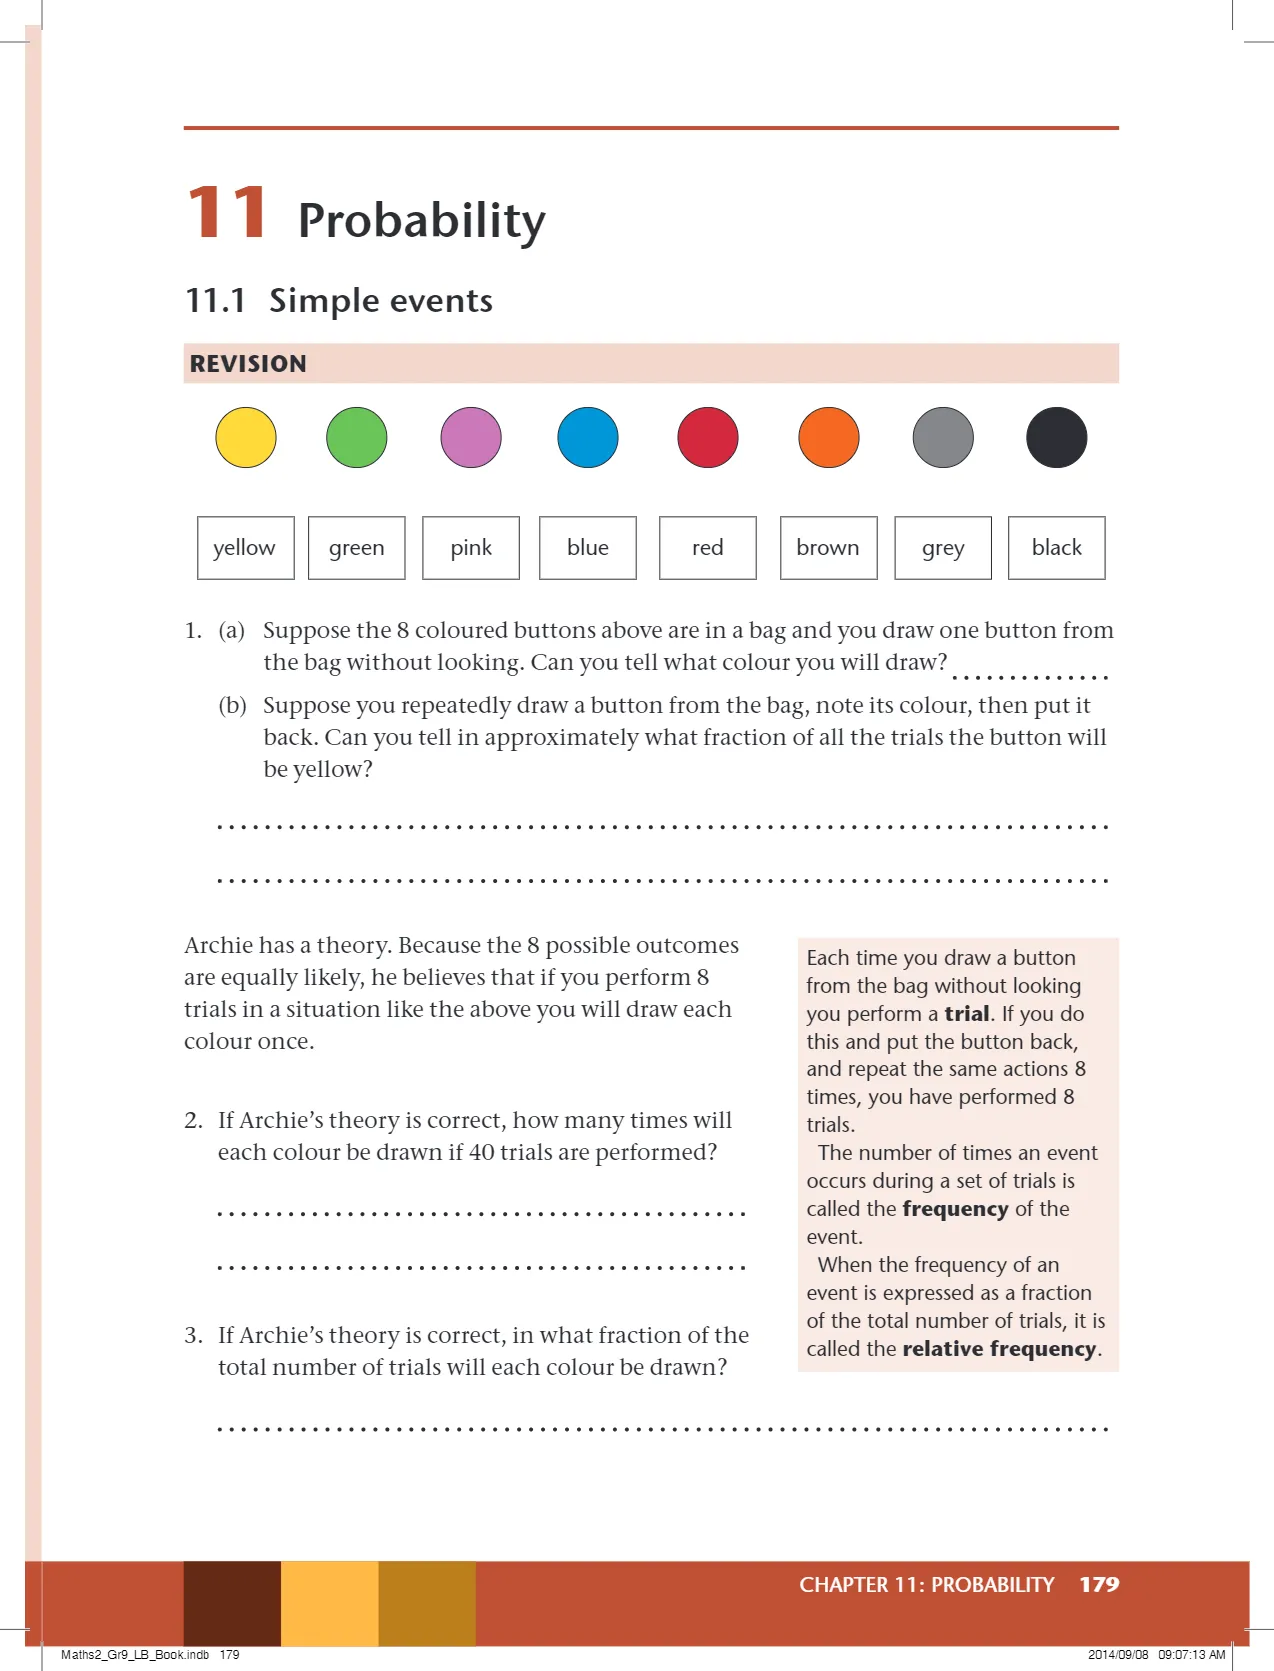 11 Probability
11.1 Simple events
REVISION
yellow green pink blue red brown grey black
1. (a) Suppose the 8 coloured buttons above are in a bag and you draw one button from
the bag without looking. Can you tell what colour you will draw?
(b) Suppose you repeatedly draw a button from the bag, note its colour, then put it
back. Can you tell in approximately what fraction of all the trials the button will
be yellow?
Archie has a theory. Because the 8 possible outcomes
are equally likely, he believes that if you perform 8
trials in a situation like the above you will draw each
colour once.
2. If Archie’s theory is correct, how many times will
each colour be drawn if 40 trials are performed?
3. If Archie’s theory is correct, in what fraction of the
total number of trials will each colour be drawn?
Each time you draw a button
from the bag without looking
you perform a trial. If you do
this and put the button back,
and repeat the same actions 8
times, you have performed 8
trials.
The number of times an event
occurs during a set of trials is
called the frequency of the
event.
When the frequency of an
event is expressed as a fraction
of the total number of trials, it is
called the relative frequency.
CHAPTER 11: PROBABILITY 179
Maths2_Gr9_LB_Book.indb 179
2014/09/08 09:07:13 AM